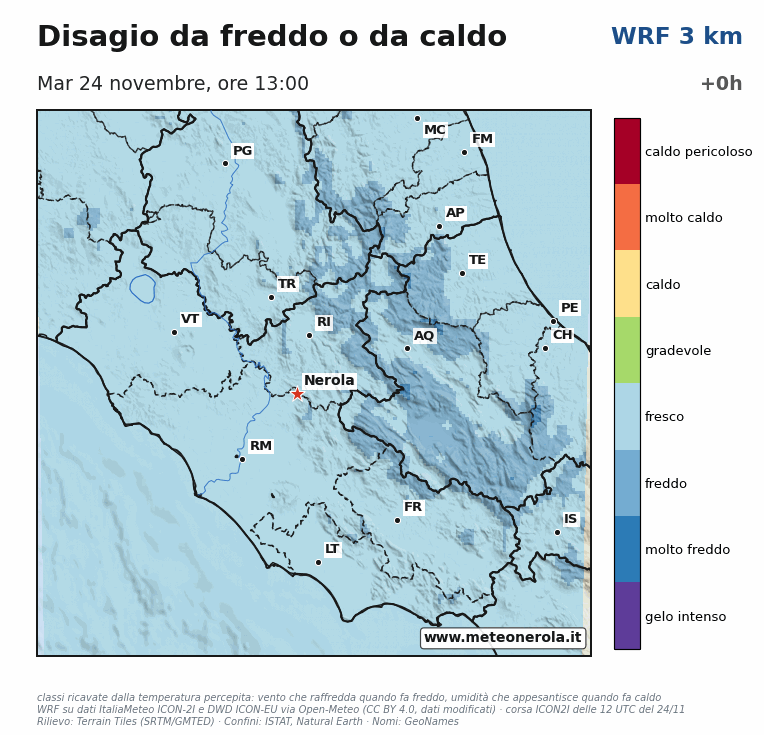 Disagio da freddo o da caldo
WRF 3 km
Mar 24 novembre, ore 13:00
+0h
MC
FM
PG
AP
TE
TR
PE
VT
RI
CH
AQ
Nerola
RM
FR
IS
LT
www.meteonerola.it
caldo pericoloso
molto caldo
caldo
gradevole
fresco
freddo
molto freddo
gelo intenso
classi ricavate dalla temperatura percepita: vento che raffredda quando fa freddo, umidità che appesantisce quando fa caldo
WRF su dati ItaliaMeteo ICON-2I e DWD ICON-EU via Open-Meteo (CC BY 4.0, dati modificati) · corsa ICON2I delle 12 UTC del 24/11
Rilievo: Terrain Tiles (SRTM/GMTED) · Confini: ISTAT, Natural Earth · Nomi: GeoNames